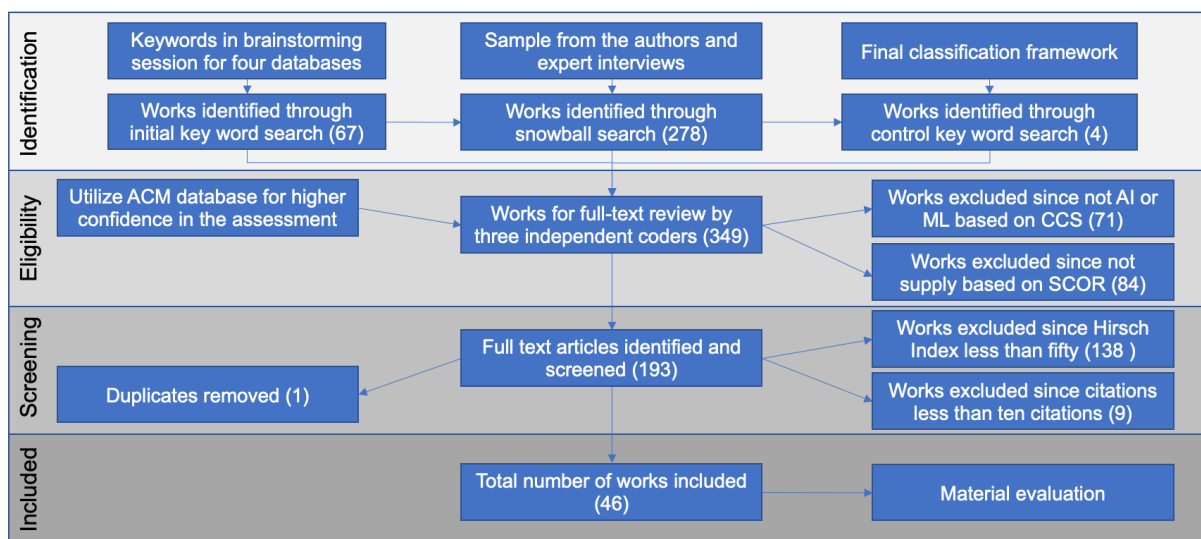 Identification
Keywords in brainstorming
session for four databases
Sample from the authors and
expert interviews
Final classification framework
Works identified through
initial key word search (67)
Works identified through
snowball search (278)
Works identified through
control key word search (4)
Eligibility
Utilize ACM database for higher
confidence in the assessment
Works for full-text review by
three independent coders (349)
Works excluded since not AI or
ML based on CCS (71)
Works excluded since not
supply based on SCOR (84)
Screening
Full text articles identified and
screened (193)
Works excluded since Hirsch
Index less than fifty (138 )
Duplicates removed (1)
Works excluded since citations
less than ten citations (9)
Included
Total number of works included
(46)
Material evaluation